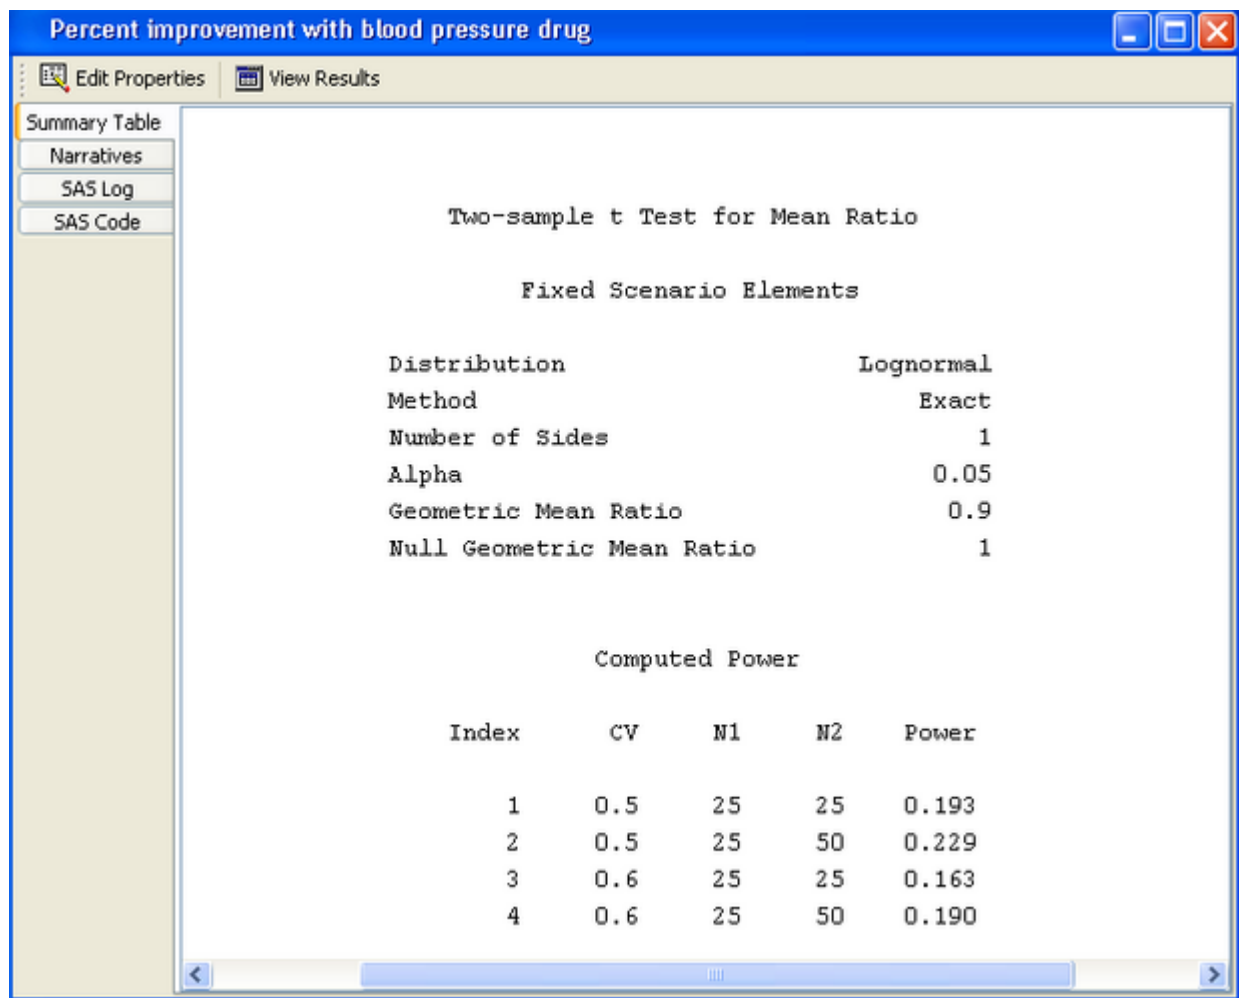 Percent improvement with blood pressure drug
Edit Properties View Results
Summary Table
Narratives
SAS Log
SAS Code
Two-sample t Test for Mean Ratio
Fixed Scenario Elements
Distribution Lognormal
Method Exact
Number of Sides 1
Alpha 0.05
Geometric Mean Ratio 0.9
Null Geometric Mean Ratio 1
Computed Power
Index CV N1 N2 Power
1 0.5 25 25 0.193
2 0.5 25 50 0.229
3 0.6 25 25 0.163
4 0.6 25 50 0.190